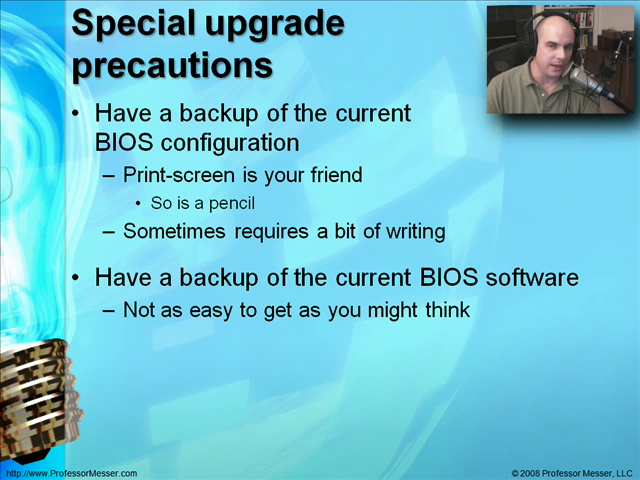 Special upgrade
precautions
• Have a backup of the current
BIOS configuration
– Print-screen is your friend
• So is a pencil
– Sometimes requires a bit of writing
• Have a backup of the current BIOS software
– Not as easy to get as you might think
http://www.ProfessorMesser.com
© 2008 Professor Messer, LLC